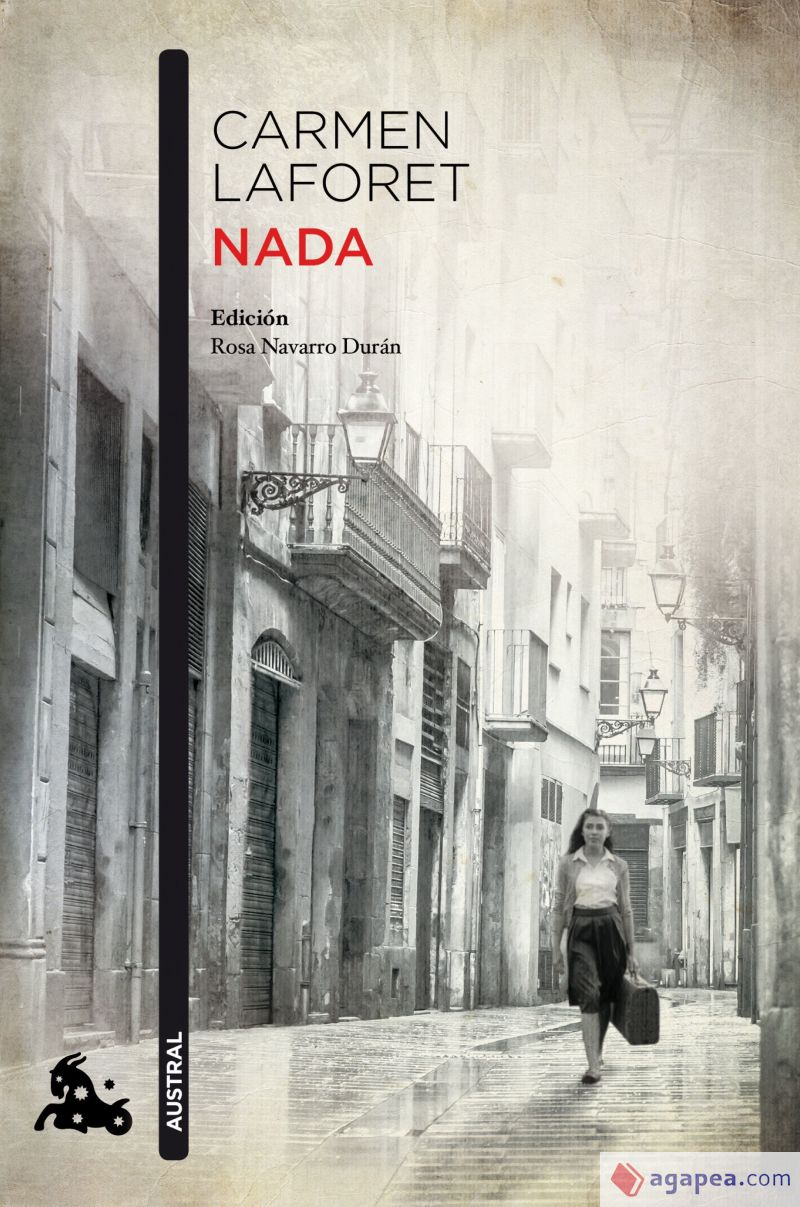 CARMEN
LAFORET
NADA
Edición
Rosa Navarro Durán
AUSTRAL
agapea.com